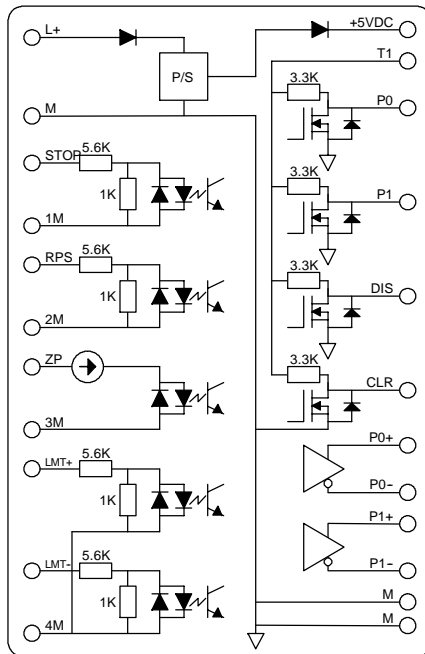 L+
P/S
M
STOP
5.6K
1K
1M
RPS
5.6K
1K
2M
ZP
3M
LMT+
5.6K
1K
LMT-
5.6K
1K
4M
+5VDC
T1
3.3K
P0
3.3K
P1
3.3K
DIS
3.3K
CLR
P0+
P0-
P1+
P1-
M
M